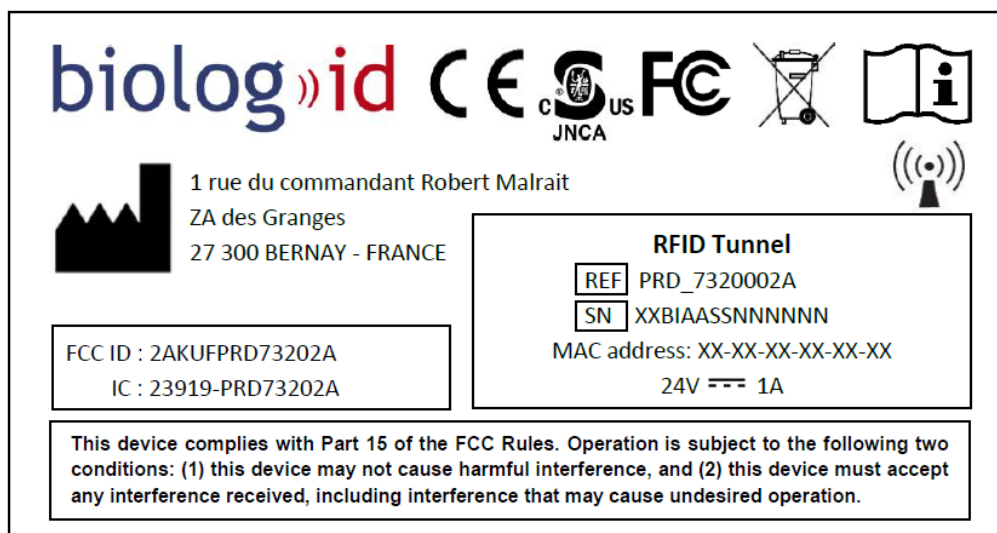 biolog id CE C S US FC
JNCA
1 rue du commandant Robert Malrait
ZA des Granges
27 300 BERNAY - FRANCE
RFID Tunnel
REF PRD_7320002A
SN XXBIAASSNNNNNN
MAC address: XX-XX-XX-XX-XX-XX
24V 1A
FCC ID : 2AKUFPRD73202A
IC : 23919-PRD73202A
This device complies with Part 15 of the FCC Rules. Operation is subject to the following two
conditions: (1) this device may not cause harmful interference, and (2) this device must accept
any interference received, including interference that may cause undesired operation.